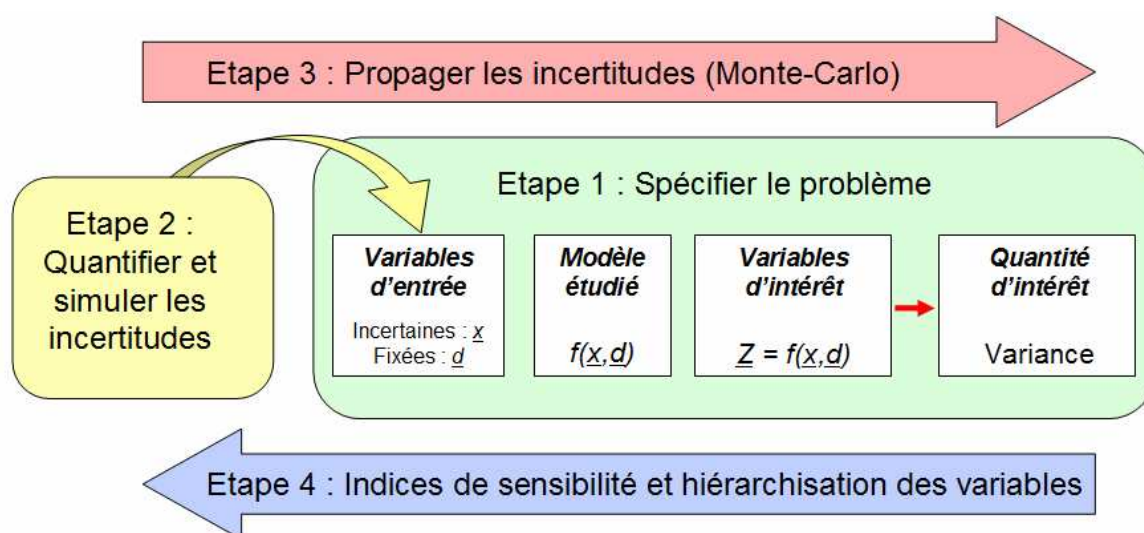 Etape 3 : Propager les incertitudes (Monte-Carlo)
Etape 1 : Spécifier le problème
Etape 2 :
Quantifier et
simuler les
incertitudes
Variables
d'entrée
Incertaines : x
Fixées : d
Modèle
étudié
f(x,d)
Variables
d'intérêt
Z = f(x,d)
Quantité
d'intérêt
Variance
Etape 4 : Indices de sensibilité et hiérarchisation des variables